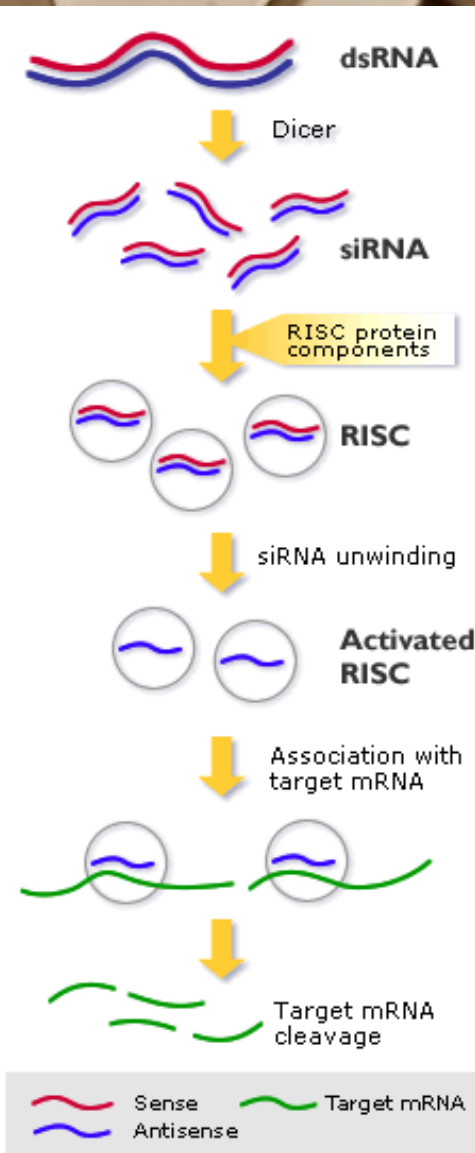 dsRNA
Dicer
siRNA
RISC protein
components
RISC
siRNA unwinding
Activated
RISC
Association with
target mRNA
Target mRNA
cleavage
Sense
Target mRNA
Antisense